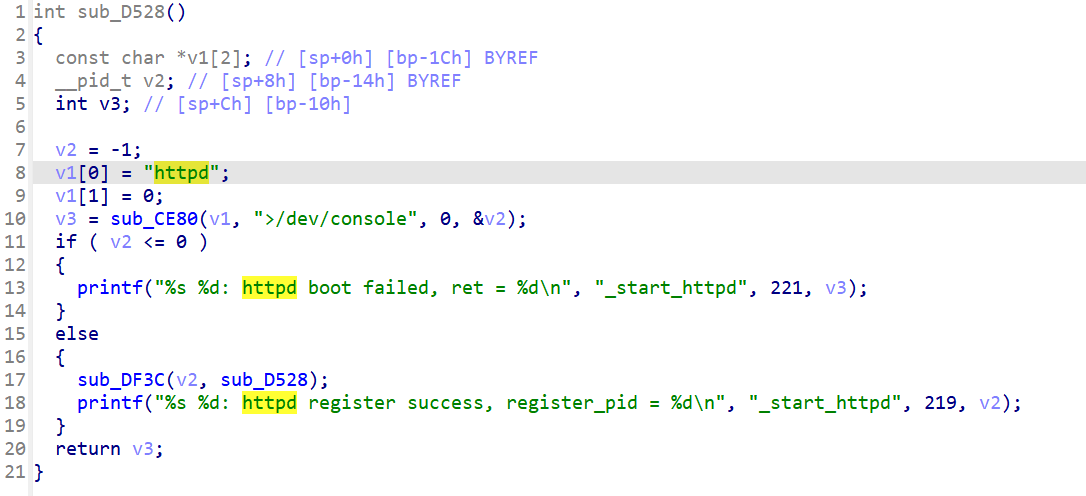 1 int sub_D528()
2 {
3   const char *v1[2]; // [sp+0h] [bp-1Ch] BYREF
4   __pid_t v2; // [sp+8h] [bp-14h] BYREF
5   int v3; // [sp+Ch] [bp-10h]
6
7   v2 = -1;
8   v1[0] = "httpd";
9   v1[1] = 0;
10   v3 = sub_CE80(v1, ">/dev/console", 0, &v2);
11   if ( v2 <= 0 )
12   {
13     printf("%s %d: httpd boot failed, ret = %d\n", "_start_httpd", 221, v3);
14   }
15   else
16   {
17     sub_DF3C(v2, sub_D528);
18     printf("%s %d: httpd register success, register_pid = %d\n", "_start_httpd", 219, v2);
19   }
20   return v3;
21 }